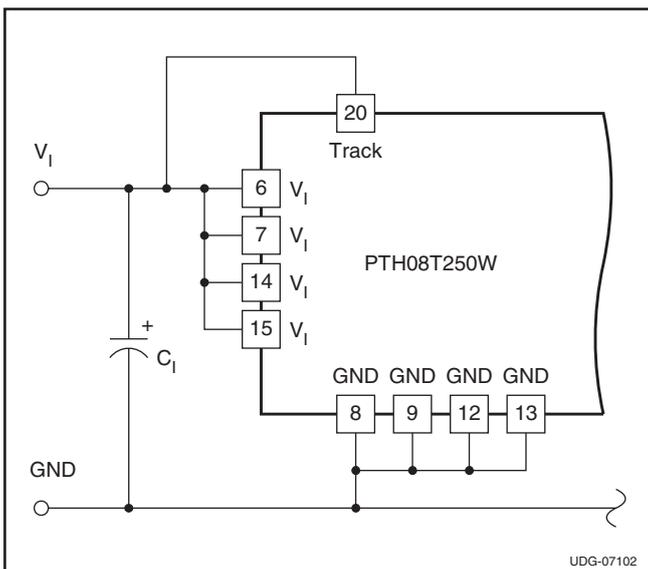 20
Track
V_I
6 V_I
7 V_I
PTH08T250W
14 V_I
15 V_I
+
C_I
GND GND GND GND
8 9 12 13
GND
UDG-07102